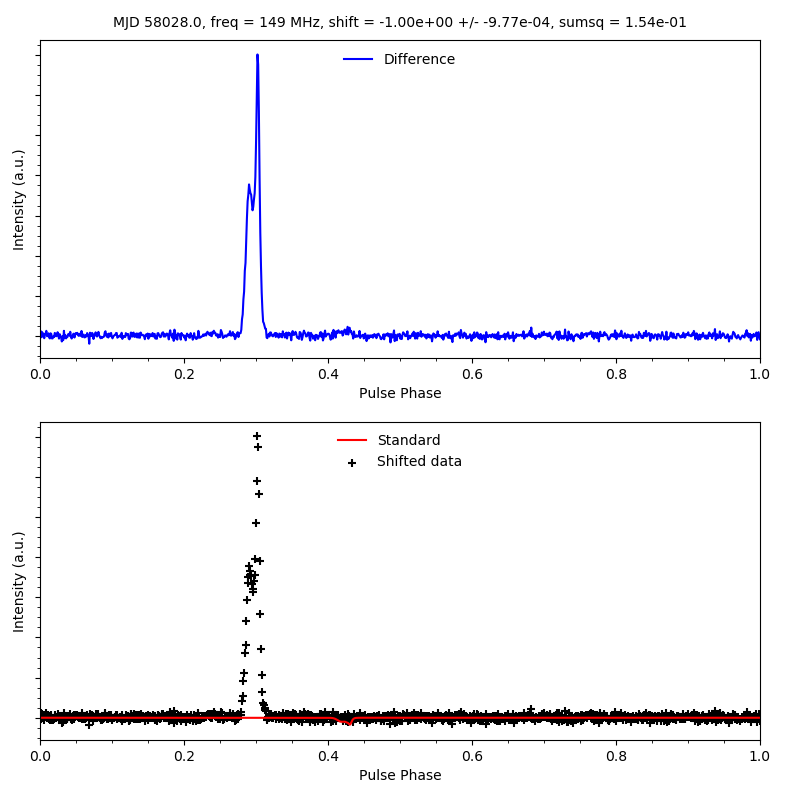 MJD 58028.0, freq = 149 MHz, shift = -1.00e+00 +/- -9.77e-04, sumsq = 1.54e-01
Difference
Intensity (a.u.)
0.0 0.2 0.4 0.6 0.8 1.0
Pulse Phase
Standard
Shifted data
Intensity (a.u.)
0.0 0.2 0.4 0.6 0.8 1.0
Pulse Phase